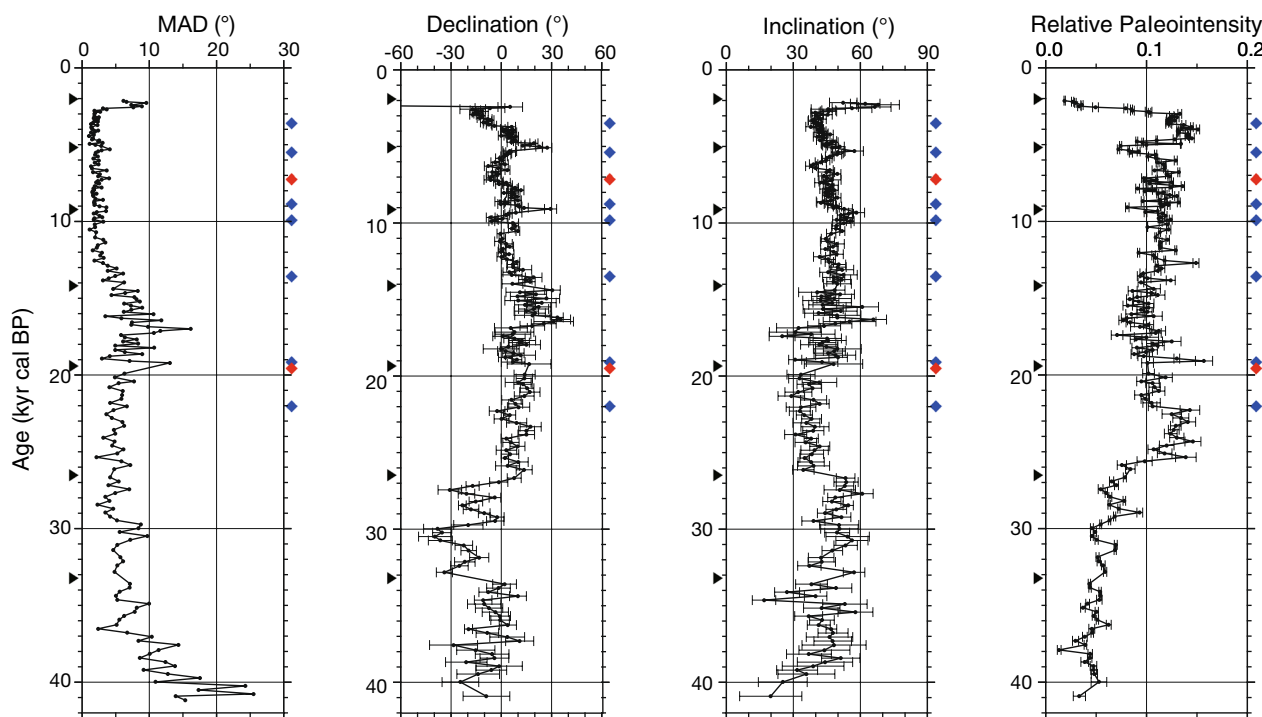 MAD (°) Declination (°) Inclination (°) Relative Paleointensity
0 10 20 30 -60 -30 0 30 60 0 30 60 90 0.0 0.1 0.2
0 0 0 0
10 10 10 10
20 20 20 20
30 30 30 30
40 40 40 40
Age (kyr cal BP)